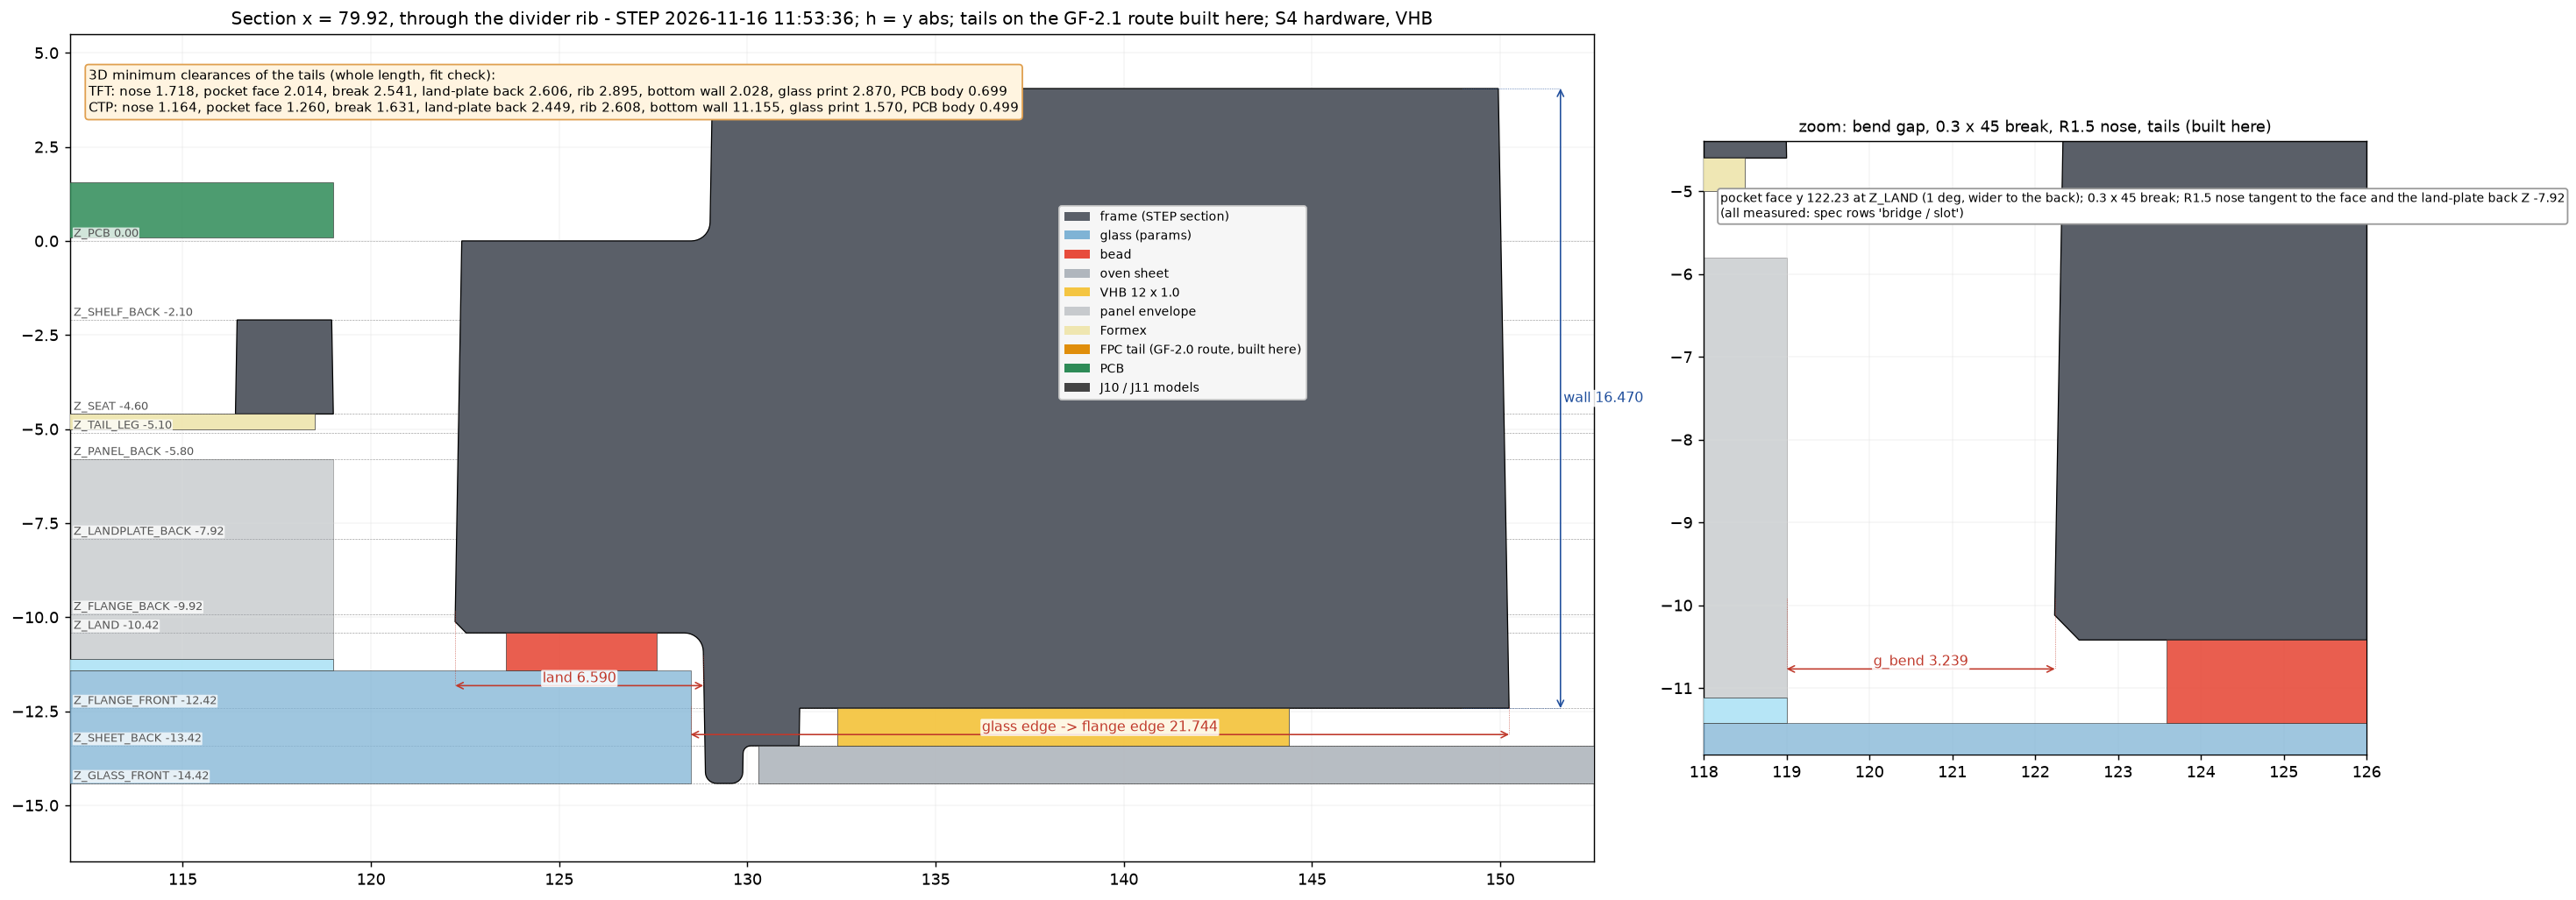 Section x = 79.92, through the divider rib - STEP 2026-11-16 11:53:36; h = y abs; tails on the GF-2.1 route built here; S4 hardware, VHB
5.0
2.5
0.0
−2.5
−5.0
−7.5
−10.0
−12.5
−15.0
3D minimum clearances of the tails (whole length, fit check):
TFT: nose 1.718, pocket face 2.014, break 2.541, land-plate back 2.606, rib 2.895, bottom wall 2.028, glass print 2.870, PCB body 0.699
CTP: nose 1.164, pocket face 1.260, break 1.631, land-plate back 2.449, rib 2.608, bottom wall 11.155, glass print 1.570, PCB body 0.499
Z_PCB 0.00
Z_SHELF_BACK -2.10
Z_SEAT -4.60
Z_TAIL_LEG -5.10
Z_PANEL_BACK -5.80
Z_LANDPLATE_BACK -7.92
Z_FLANGE_BACK -9.92
Z_LAND -10.42
Z_FLANGE_FRONT -12.42
Z_SHEET_BACK -13.42
Z_GLASS_FRONT -14.42
frame (STEP section)
glass (params)
bead
oven sheet
VHB 12 x 1.0
panel envelope
Formex
FPC tail (GF-2.0 route, built here)
PCB
J10 / J11 models
wall 16.470
land 6.590
glass edge -> flange edge 21.744
115
120
125
130
135
140
145
150
zoom: bend gap, 0.3 x 45 break, R1.5 nose, tails (built here)
−5
−6
−7
−8
−9
−10
−11
pocket face y 122.23 at Z_LAND (1 deg, wider to the back); 0.3 x 45 break; R1.5 nose tangent to the face and the land-plate back Z -7.92
(all measured: spec rows 'bridge / slot')
g_bend 3.239
118
119
120
121
122
123
124
125
126